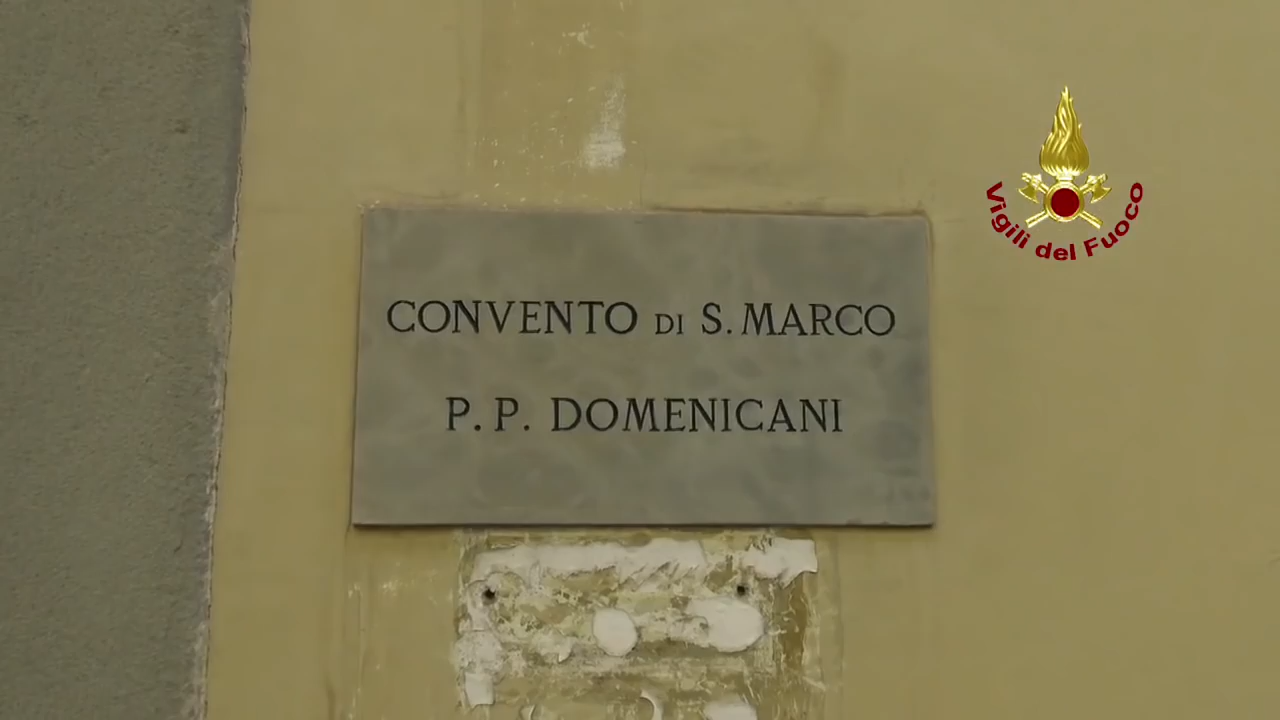 CONVENTO DI S. MARCO
P. P. DOMENICANI
Vigili del Fuoco